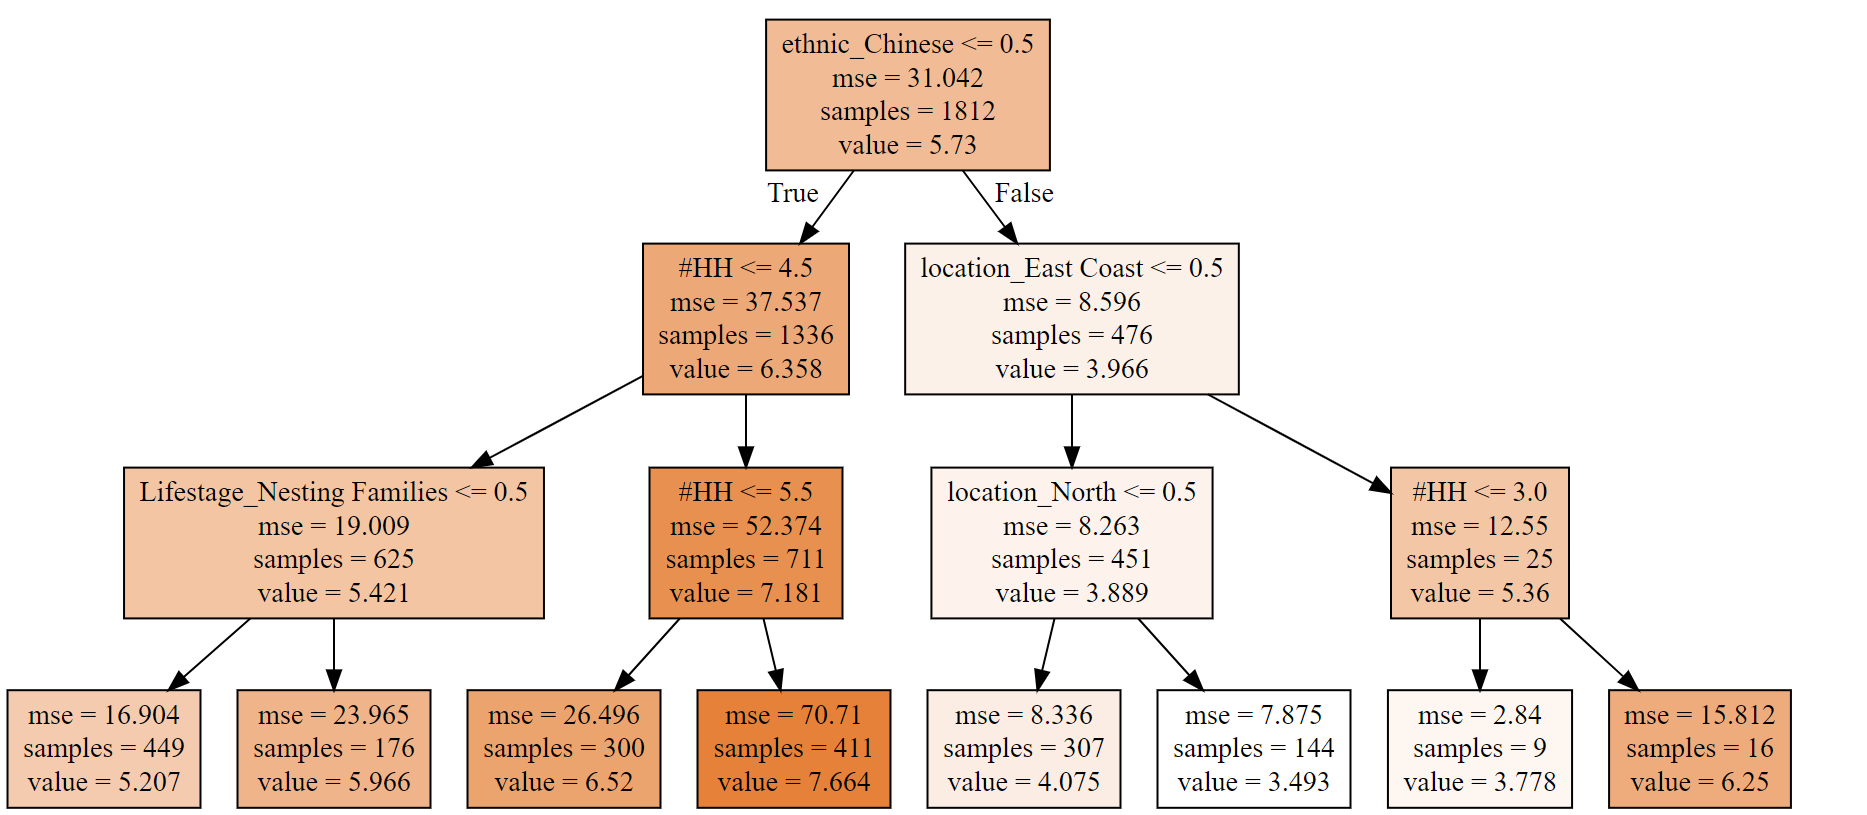 ethnic_Chinese <= 0.5
mse = 31.042
samples = 1812
value = 5.73
True
False
#HH <= 4.5
mse = 37.537
samples = 1336
value = 6.358
location_East Coast <= 0.5
mse = 8.596
samples = 476
value = 3.966
Lifestage_Nesting Families <= 0.5
mse = 19.009
samples = 625
value = 5.421
#HH <= 5.5
mse = 52.374
samples = 711
value = 7.181
location_North <= 0.5
mse = 8.263
samples = 451
value = 3.889
#HH <= 3.0
mse = 12.55
samples = 25
value = 5.36
mse = 16.904
samples = 449
value = 5.207
mse = 23.965
samples = 176
value = 5.966
mse = 26.496
samples = 300
value = 6.52
mse = 70.71
samples = 411
value = 7.664
mse = 8.336
samples = 307
value = 4.075
mse = 7.875
samples = 144
value = 3.493
mse = 2.84
samples = 9
value = 3.778
mse = 15.812
samples = 16
value = 6.25